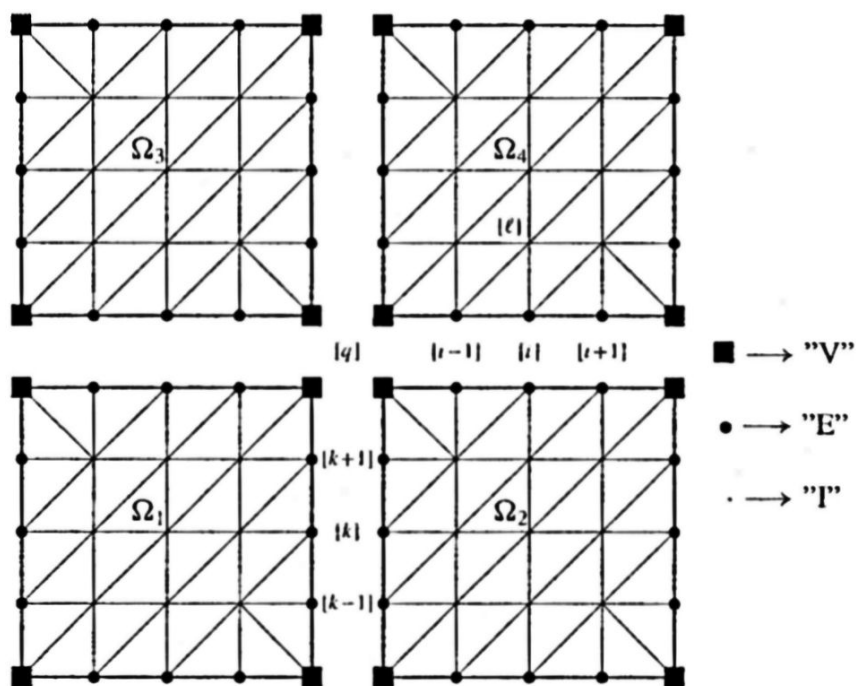 Ω₃ Ω₄
[ℓ]
[q] [i−1] [i] [i+1]
■ → "V"
[k+1]
● → "E"
Ω₁ Ω₂
· → "I"
[k]
[k−1]